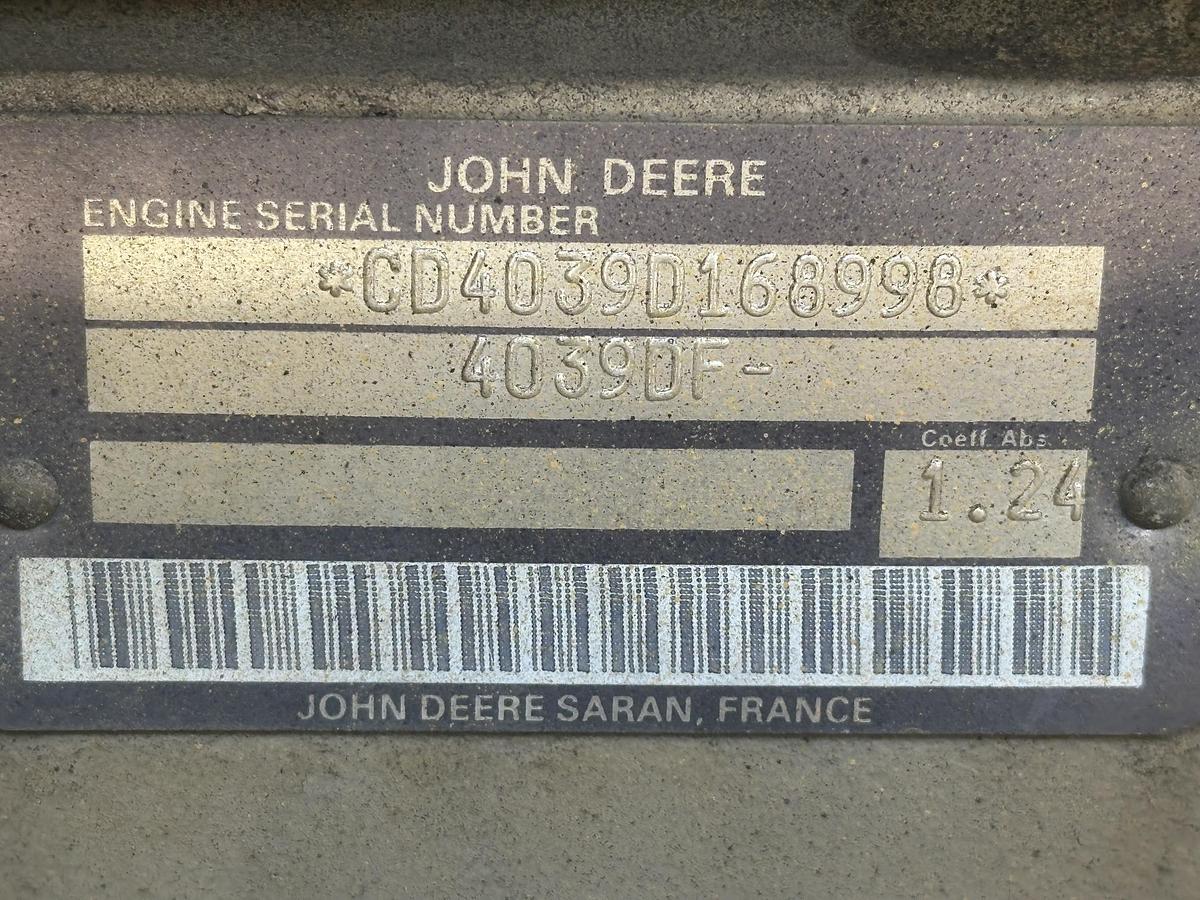 JOHN DEERE
ENGINE SERIAL NUMBER
*CD4039D168998*
4039DF-
Coeff. Abs.
1.24
JOHN DEERE SARAN, FRANCE